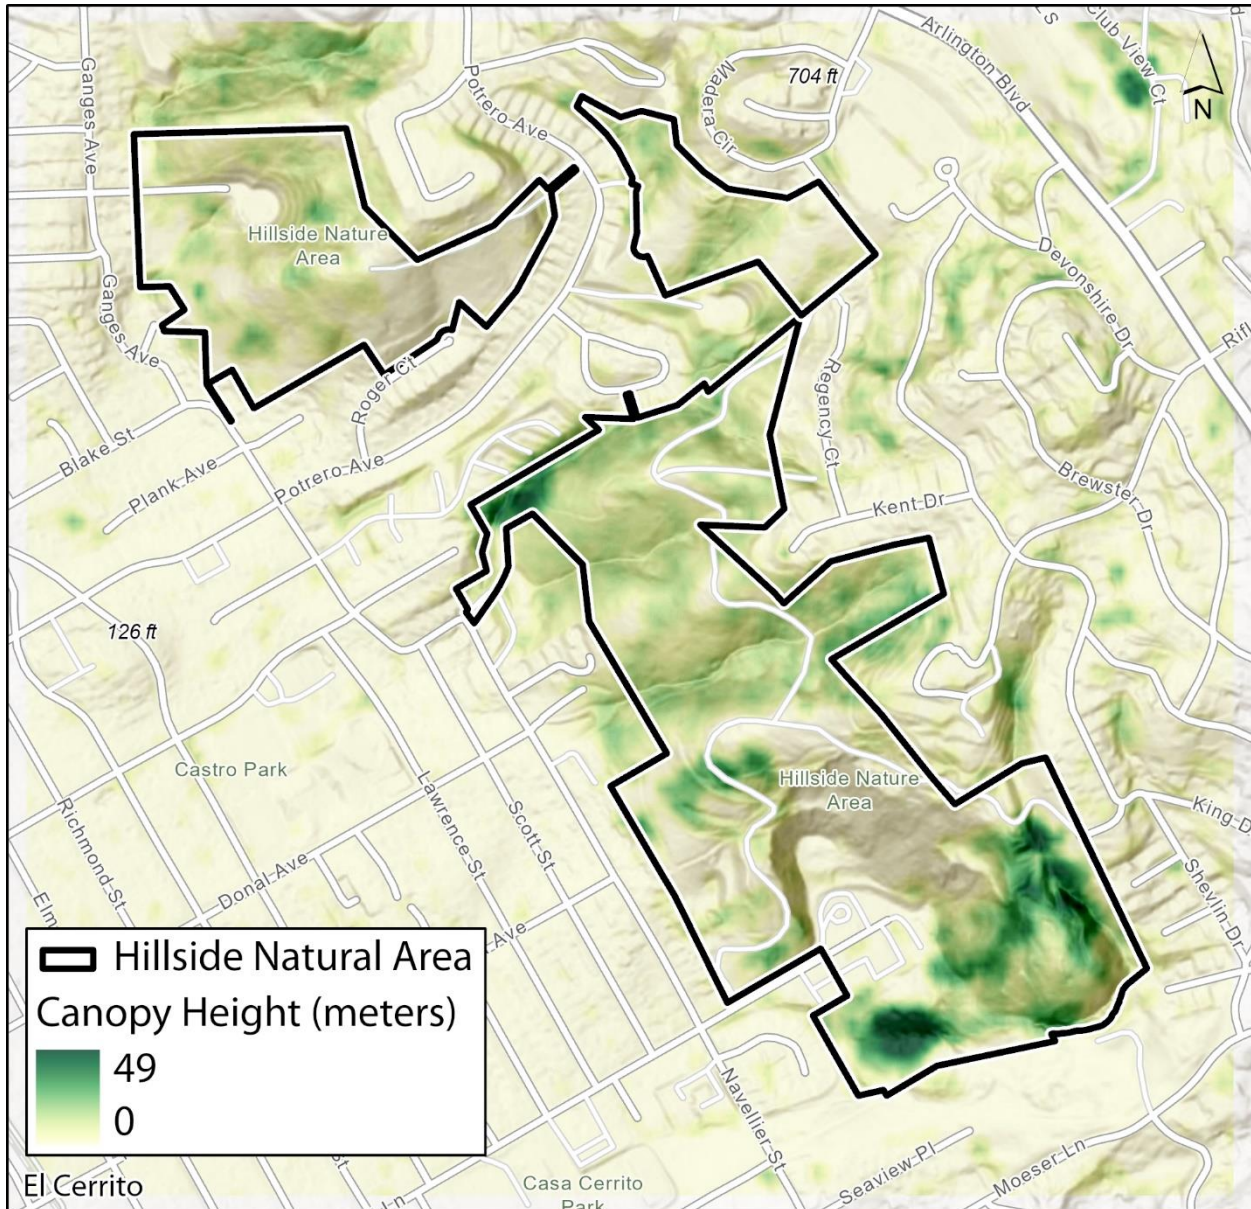 Ganges Ave
Potrero Ave
Madera Cir
704 ft
Arlington Blvd
S
Club View Ct
N
Hillside Nature
Area
Ganges Ave
Devonshire Dr
Rifl
Regency Ct
Roger Ct
Blake St
Plank Ave
Potrero Ave
Brewster Dr
Kent Dr
126 ft
Castro Park
Hillside Nature
Area
Richmond St
Lawrence St
Scott St
King D
Donal Ave
Elm
Ave
Shevlin Dr
Hillside Natural Area
Canopy Height (meters)
49
0
Navellier St
St
El Cerrito
Ln
Casa Cerrito
Park
Seaview Pl
Moeser Ln